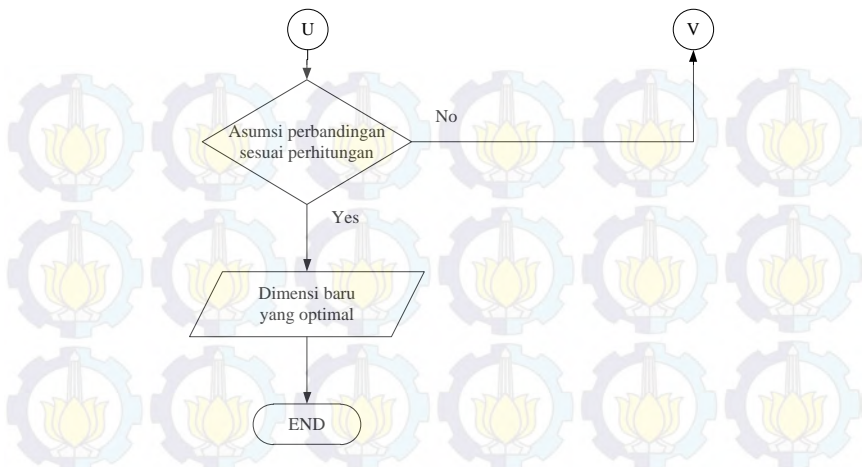 U
V
Asumsi perbandingan
sesuai perhitungan
No
Yes
Dimensi baru
yang optimal
END